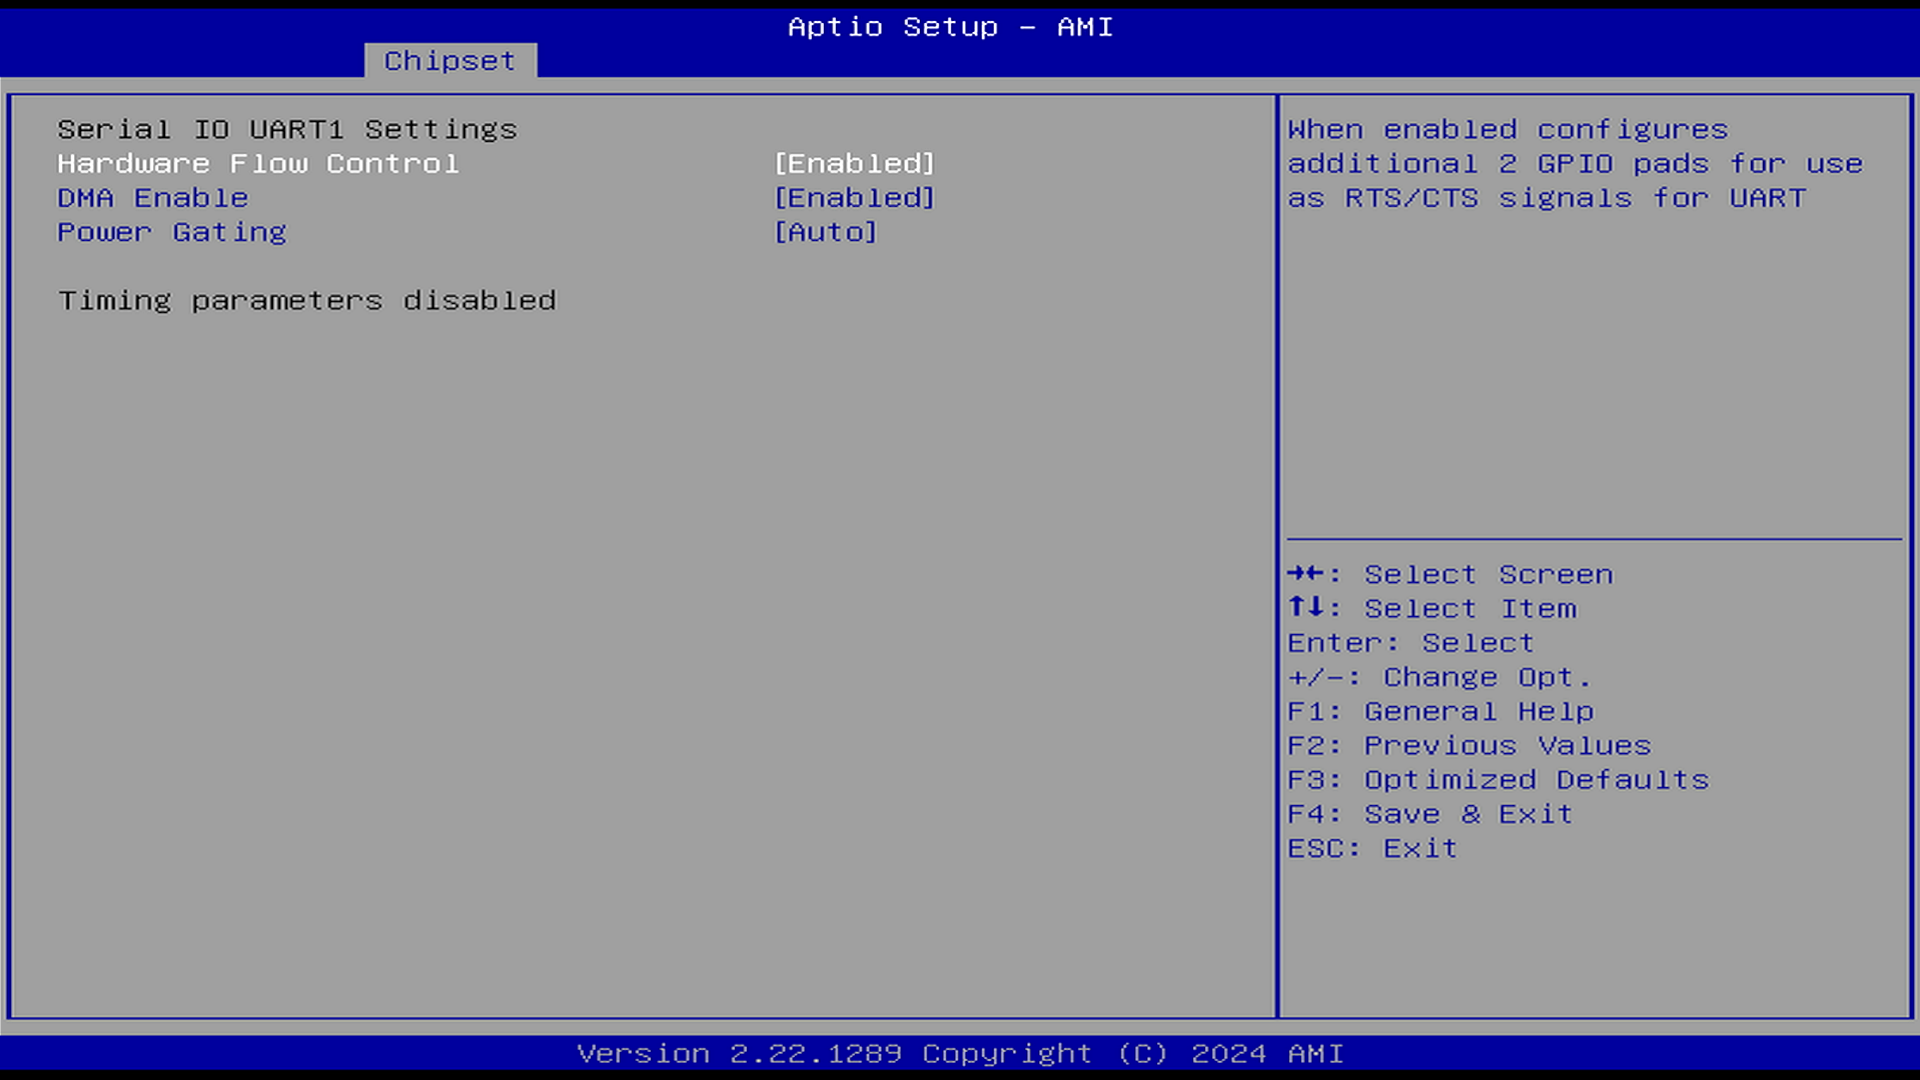 Aptio Setup – AMI
Chipset
Serial IO UART1 Settings
Hardware Flow Control [Enabled]
DMA Enable [Enabled]
Power Gating [Auto]
Timing parameters disabled
When enabled configures
additional 2 GPIO pads for use
as RTS/CTS signals for UART
→←: Select Screen
↑↓: Select Item
Enter: Select
+/-: Change Opt.
F1: General Help
F2: Previous Values
F3: Optimized Defaults
F4: Save & Exit
ESC: Exit
Version 2.22.1289 Copyright (C) 2024 AMI